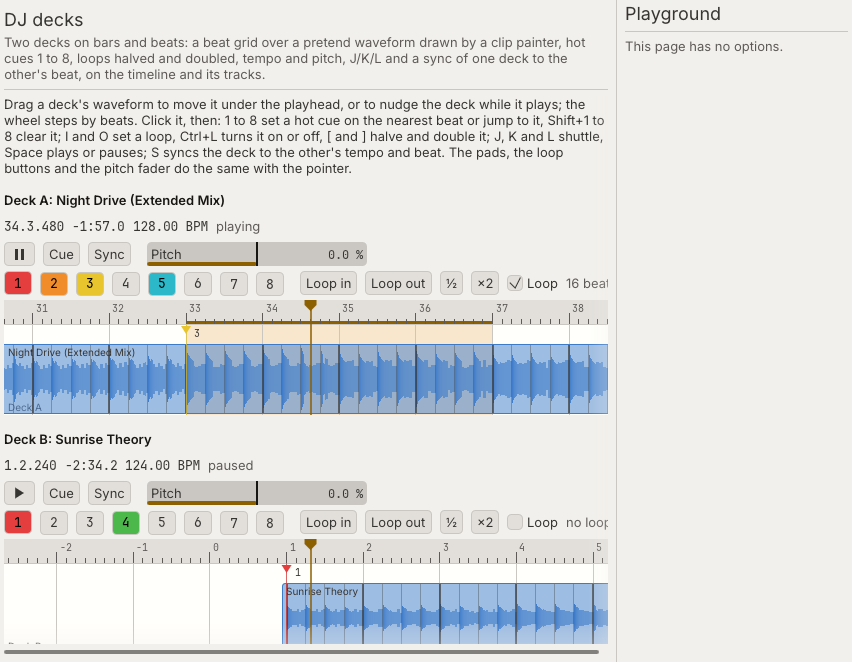 DJ decks
Two decks on bars and beats: a beat grid over a pretend waveform drawn by a clip painter, hot
cues 1 to 8, loops halved and doubled, tempo and pitch, J/K/L and a sync of one deck to the
other's beat, on the timeline and its tracks.
Drag a deck's waveform to move it under the playhead, or to nudge the deck while it plays; the
wheel steps by beats. Click it, then: 1 to 8 set a hot cue on the nearest beat or jump to it, Shift+1 to
8 clear it; I and O set a loop, Ctrl+L turns it on or off, [ and ] halve and double it; J, K and L shuttle,
Space plays or pauses; S syncs the deck to the other's tempo and beat. The pads, the loop
buttons and the pitch fader do the same with the pointer.
Deck A: Night Drive (Extended Mix)
34.3.480 -1:57.0 128.00 BPM playing
Cue Sync Pitch 0.0 %
1 2 3 4 5 6 7 8 Loop in Loop out ½ ×2 Loop 16 beat
31 32 33 34 35 36 37 38
3
Night Drive (Extended Mix)
Deck A
Deck B: Sunrise Theory
1.2.240 -2:34.2 124.00 BPM paused
Cue Sync Pitch 0.0 %
1 2 3 4 5 6 7 8 Loop in Loop out ½ ×2 Loop no loop
-2 -1 0 1 2 3 4 5
1
Sunrise Theory
Playground
This page has no options.